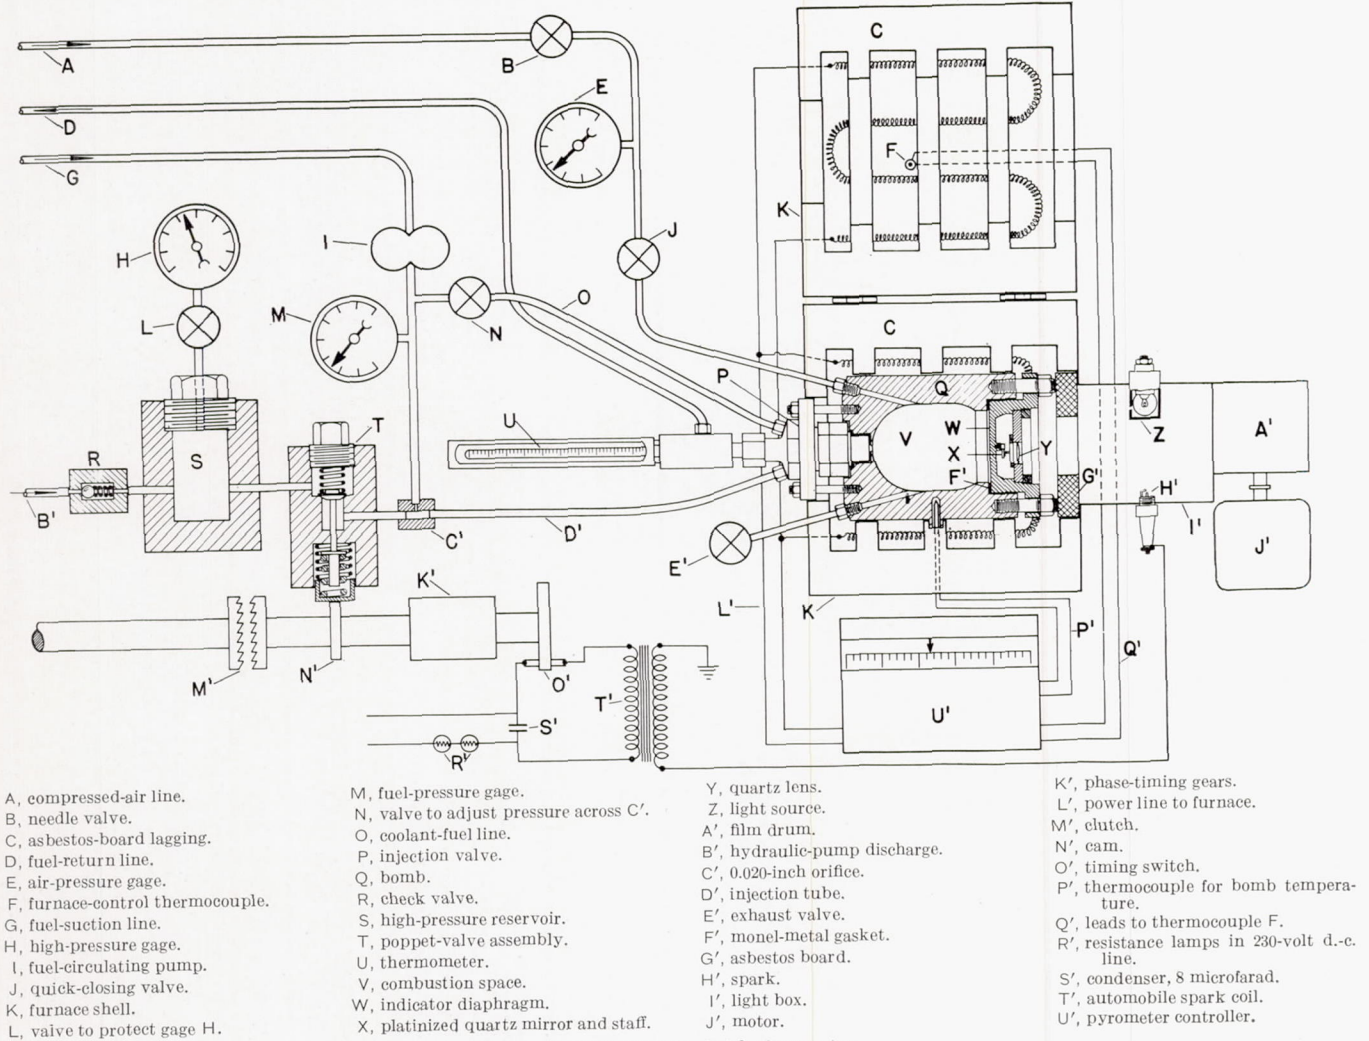 A
B
C
D
E
F
G
H
I
J
K
L
M
N
O
P
Q
R
S
T
U
V
W
X
Y
Z
A'
B'
C
C'
D'
E'
F'
G'
H'
I'
J'
K
K'
L'
M'
N'
O'
P'
Q'
R'
S'
T'
U'
A, compressed-air line.
B, needle valve.
C, asbestos-board lagging.
D, fuel-return line.
E, air-pressure gage.
F, furnace-control thermocouple.
G, fuel-suction line.
H, high-pressure gage.
I, fuel-circulating pump.
J, quick-closing valve.
K, furnace shell.
L, valve to protect gage H.
M, fuel-pressure gage.
N, valve to adjust pressure across C′.
O, coolant-fuel line.
P, injection valve.
Q, bomb.
R, check valve.
S, high-pressure reservoir.
T, poppet-valve assembly.
U, thermometer.
V, combustion space.
W, indicator diaphragm.
X, platinized quartz mirror and staff.
Y, quartz lens.
Z, light source.
A′, film drum.
B′, hydraulic-pump discharge.
C′, 0.020-inch orifice.
D′, injection tube.
E′, exhaust valve.
F′, monel-metal gasket.
G′, asbestos board.
H′, spark.
I′, light box.
J′, motor.
K′, phase-timing gears.
L′, power line to furnace.
M′, clutch.
N′, cam.
O′, timing switch.
P′, thermocouple for bomb tempera-
ture.
Q′, leads to thermocouple F.
R′, resistance lamps in 230-volt d.-c.
line.
S′, condenser, 8 microfarad.
T′, automobile spark coil.
U′, pyrometer controller.